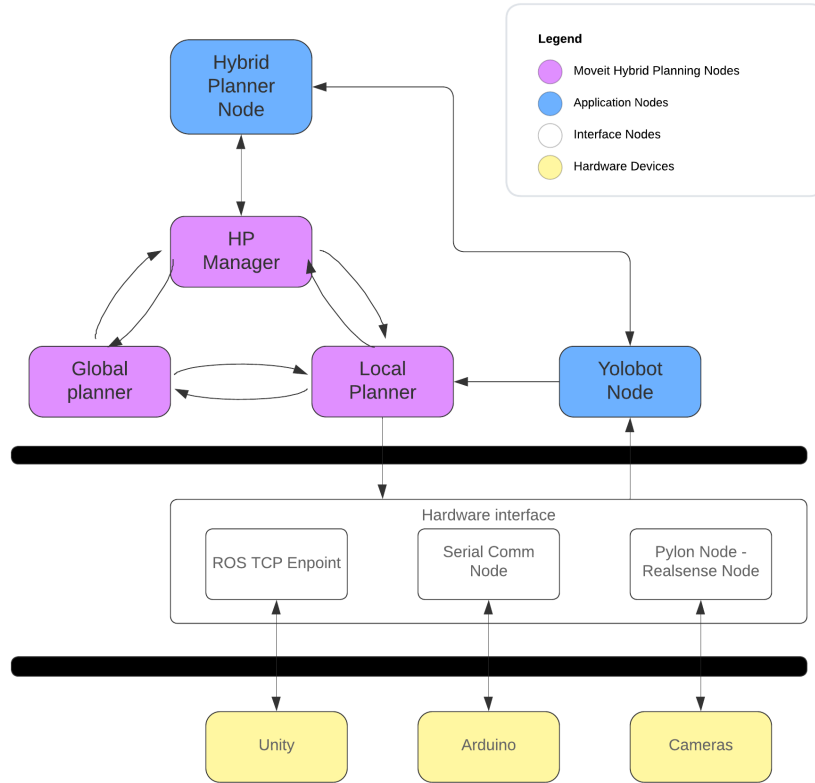 Legend
Moveit Hybrid Planning Nodes
Application Nodes
Interface Nodes
Hardware Devices
Hybrid
Planner
Node
HP
Manager
Global
planner
Local
Planner
Yolobot
Node
Hardware interface
ROS TCP Enpoint
Serial Comm
Node
Pylon Node -
Realsense Node
Unity
Arduino
Cameras